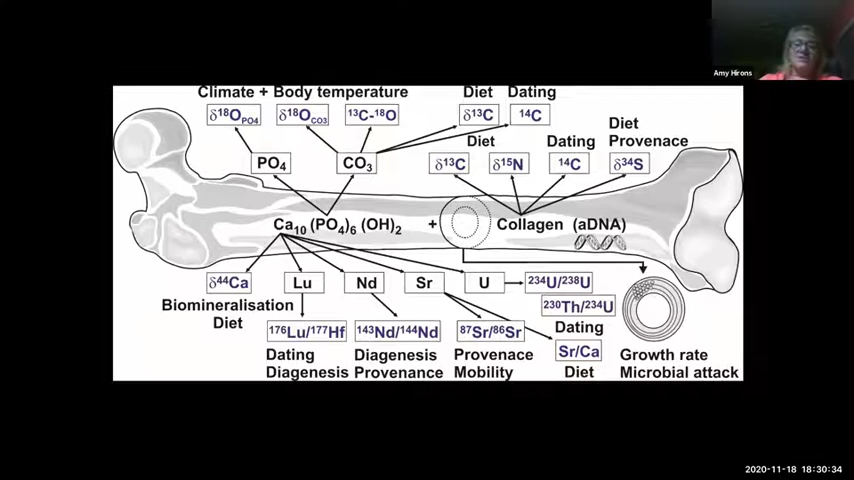 Amy Hirons
Climate + Body temperature
Diet Dating
δ¹⁸O_PO4 δ¹⁸O_CO3 ¹³C-¹⁸O δ¹³C ¹⁴C
Diet
Provenace
Diet Dating
PO₄ CO₃ δ¹³C δ¹⁵N ¹⁴C δ³⁴S
Ca₁₀ (PO₄)₆ (OH)₂ + Collagen (aDNA)
δ⁴⁴Ca Lu Nd Sr U ²³⁴U/²³⁸U
Biomineralisation
Diet
²³⁰Th/²³⁴U
Dating
¹⁷⁶Lu/¹⁷⁷Hf ¹⁴³Nd/¹⁴⁴Nd ⁸⁷Sr/⁸⁶Sr
Sr/Ca
Diet
Dating
Diagenesis
Diagenesis
Provenance
Provenace
Mobility
Growth rate
Microbial attack
2020-11-18 18:30:34